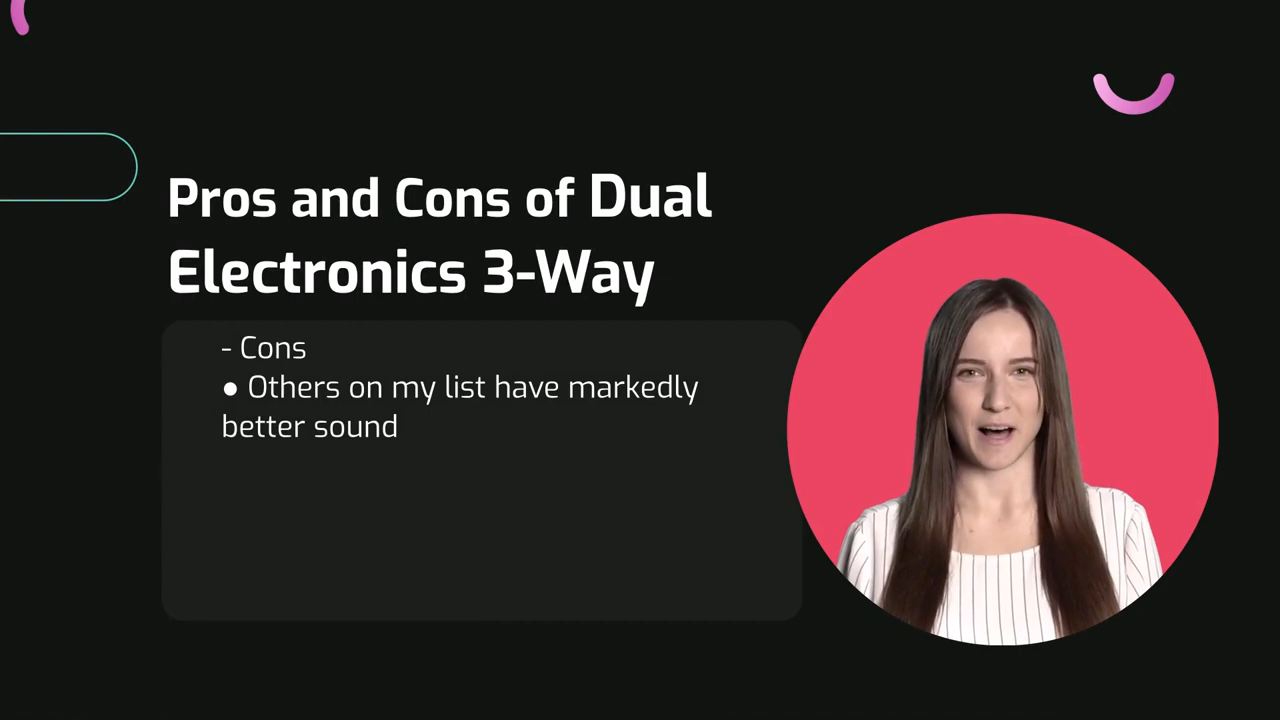 Pros and Cons of Dual
Electronics 3-Way
- Cons
● Others on my list have markedly
better sound